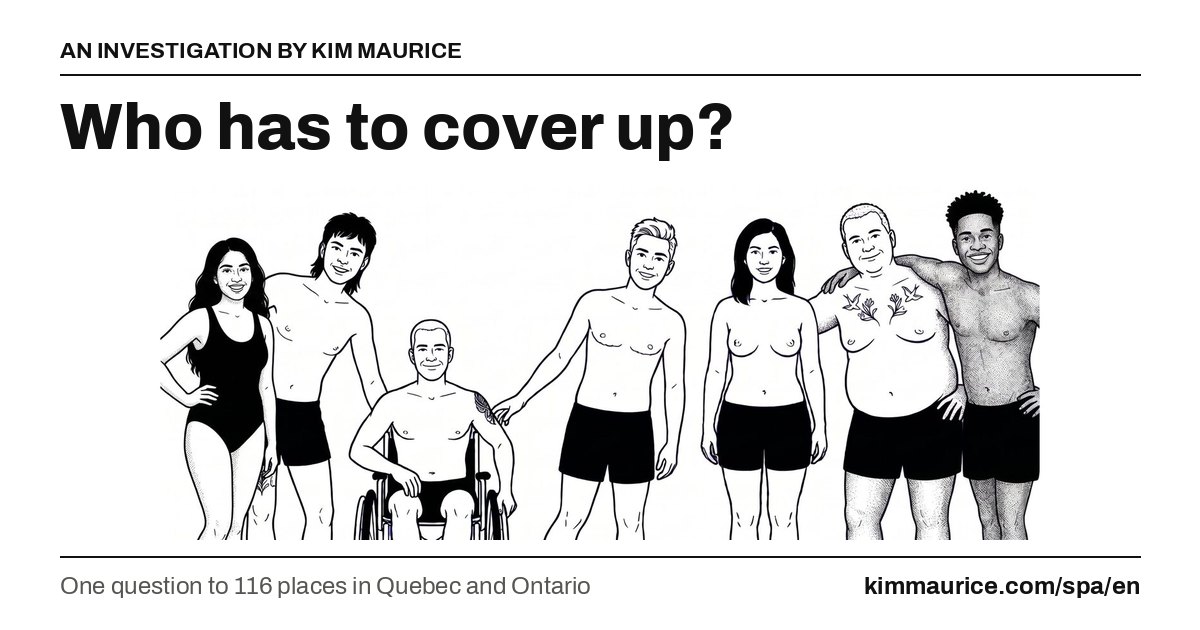 AN INVESTIGATION BY KIM MAURICE
Who has to cover up?
One question to 116 places in Quebec and Ontario
kimmaurice.com/spa/en